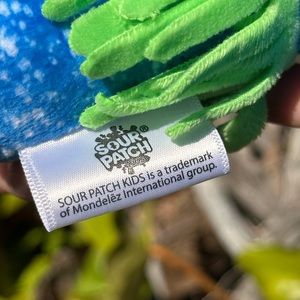 SOUR
PATCH
KIDS
®
SOUR PATCH KIDS is a trademark
of Mondelēz International group.